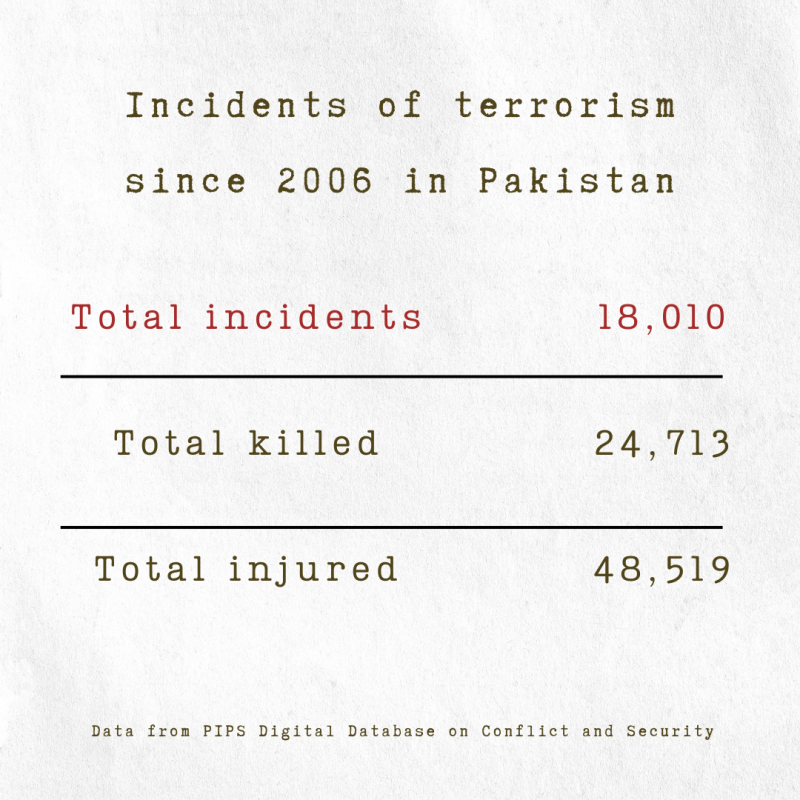 Incidents of terrorism
since 2006 in Pakistan
Total incidents 18,010
Total killed 24,713
Total injured 48,519
Data from PIPS Digital Database on Conflict and Security